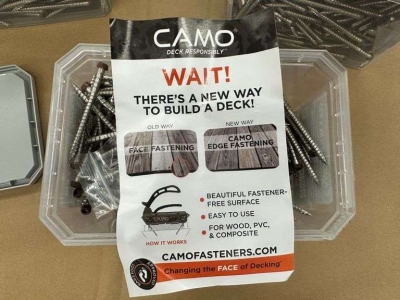 CAMO
DECK RESPONSIBLY
WAIT!
THERE'S A NEW WAY
TO BUILD A DECK!
OLD WAY
NEW WAY
FACE FASTENING
CAMO
EDGE FASTENING
• BEAUTIFUL FASTENER-
FREE SURFACE
• EASY TO USE
• FOR WOOD, PVC,
& COMPOSITE
HOW IT WORKS
CAMOFASTENERS.COM
Changing the FACE of Decking